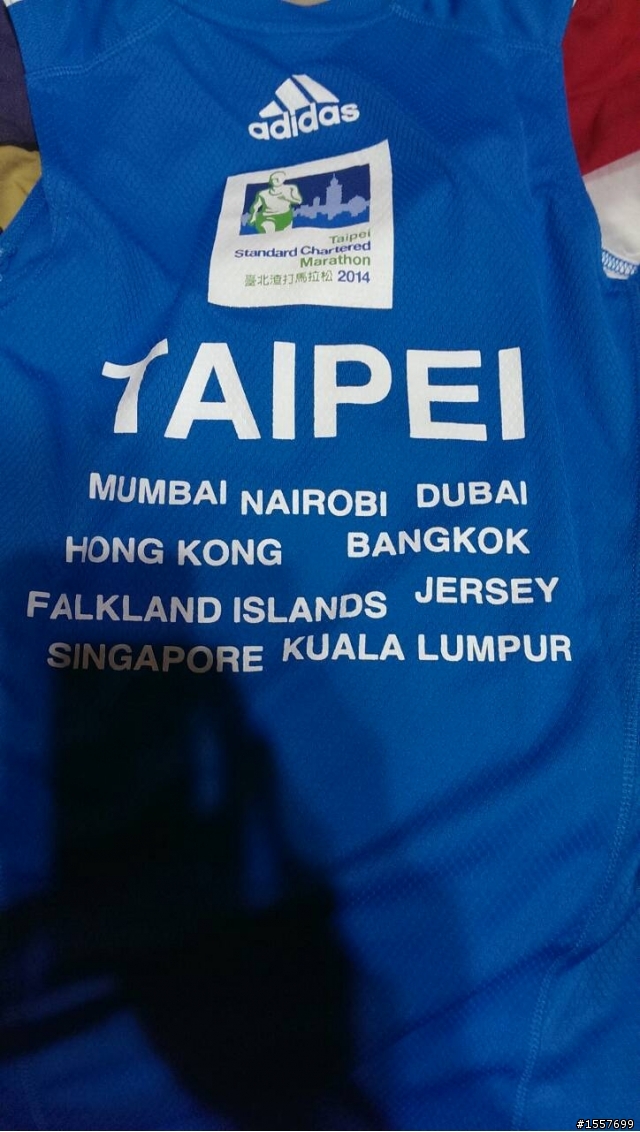 adidas
Taipei
Standard Chartered
Marathon
臺北渣打馬拉松 2014
TAIPEI
MUMBAI NAIROBI DUBAI
HONG KONG BANGKOK
FALKLAND ISLANDS JERSEY
SINGAPORE KUALA LUMPUR
#1557699